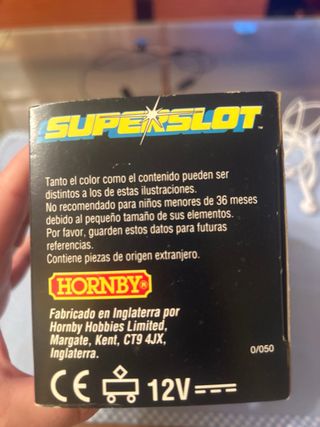 SUPERSLOT™
Tanto el color como el contenido pueden ser
distintos a los de estas ilustraciones.
No recomendado para niños menores de 36 meses
debido al pequeño tamaño de sus elementos.
Por favor, guarden estos datos para futuras
referencias.
Contiene piezas de origen extranjero.
HORNBY®
Fabricado en Inglaterra por
Hornby Hobbies Limited,
Margate, Kent, CT9 4JX,
Inglaterra.
0/050
CE 12V